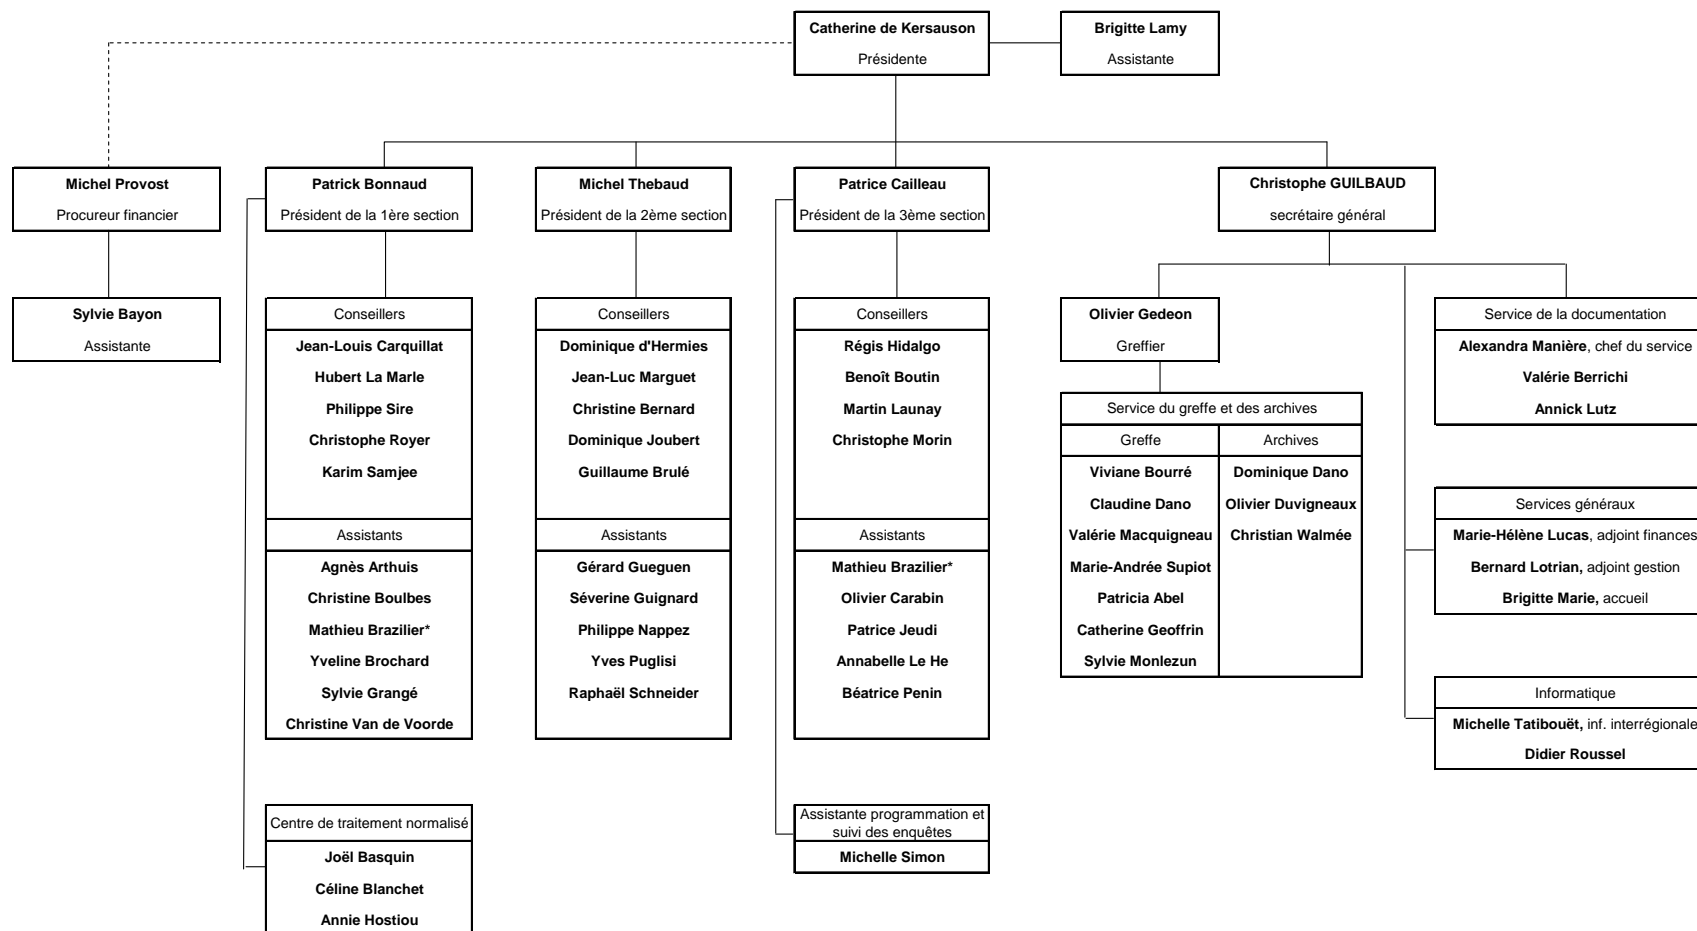 Catherine de Kersauson
Présidente
Brigitte Lamy
Assistante
Michel Provost
Procureur financier
Patrick Bonnaud
Président de la 1ère section
Michel Thebaud
Président de la 2ème section
Patrice Cailleau
Président de la 3ème section
Christophe GUILBAUD
secrétaire général
Sylvie Bayon
Assistante
Conseillers
Jean-Louis Carquillat
Hubert La Marle
Philippe Sire
Christophe Royer
Karim Samjee
Assistants
Agnès Arthuis
Christine Boulbes
Mathieu Brazilier*
Yveline Brochard
Sylvie Grangé
Christine Van de Voorde
Centre de traitement normalisé
Joël Basquin
Céline Blanchet
Annie Hostiou
Conseillers
Dominique d'Hermies
Jean-Luc Marguet
Christine Bernard
Dominique Joubert
Guillaume Brulé
Assistants
Gérard Gueguen
Séverine Guignard
Philippe Nappez
Yves Puglisi
Raphaël Schneider
Conseillers
Régis Hidalgo
Benoît Boutin
Martin Launay
Christophe Morin
Assistants
Mathieu Brazilier*
Olivier Carabin
Patrice Jeudi
Annabelle Le He
Béatrice Penin
Assistante programmation et
suivi des enquêtes
Michelle Simon
Olivier Gedeon
Greffier
Service du greffe et des archives
Greffe
Viviane Bourré
Claudine Dano
Valérie Macquigneau
Marie-Andrée Supiot
Patricia Abel
Catherine Geoffrin
Sylvie Monlezun
Archives
Dominique Dano
Olivier Duvigneaux
Christian Walmée
Service de la documentation
Alexandra Manière, chef du service
Valérie Berrichi
Annick Lutz
Services généraux
Marie-Hélène Lucas, adjoint finances
Bernard Lotrian, adjoint gestion
Brigitte Marie, accueil
Informatique
Michelle Tatibouët, inf. interrégionale
Didier Roussel